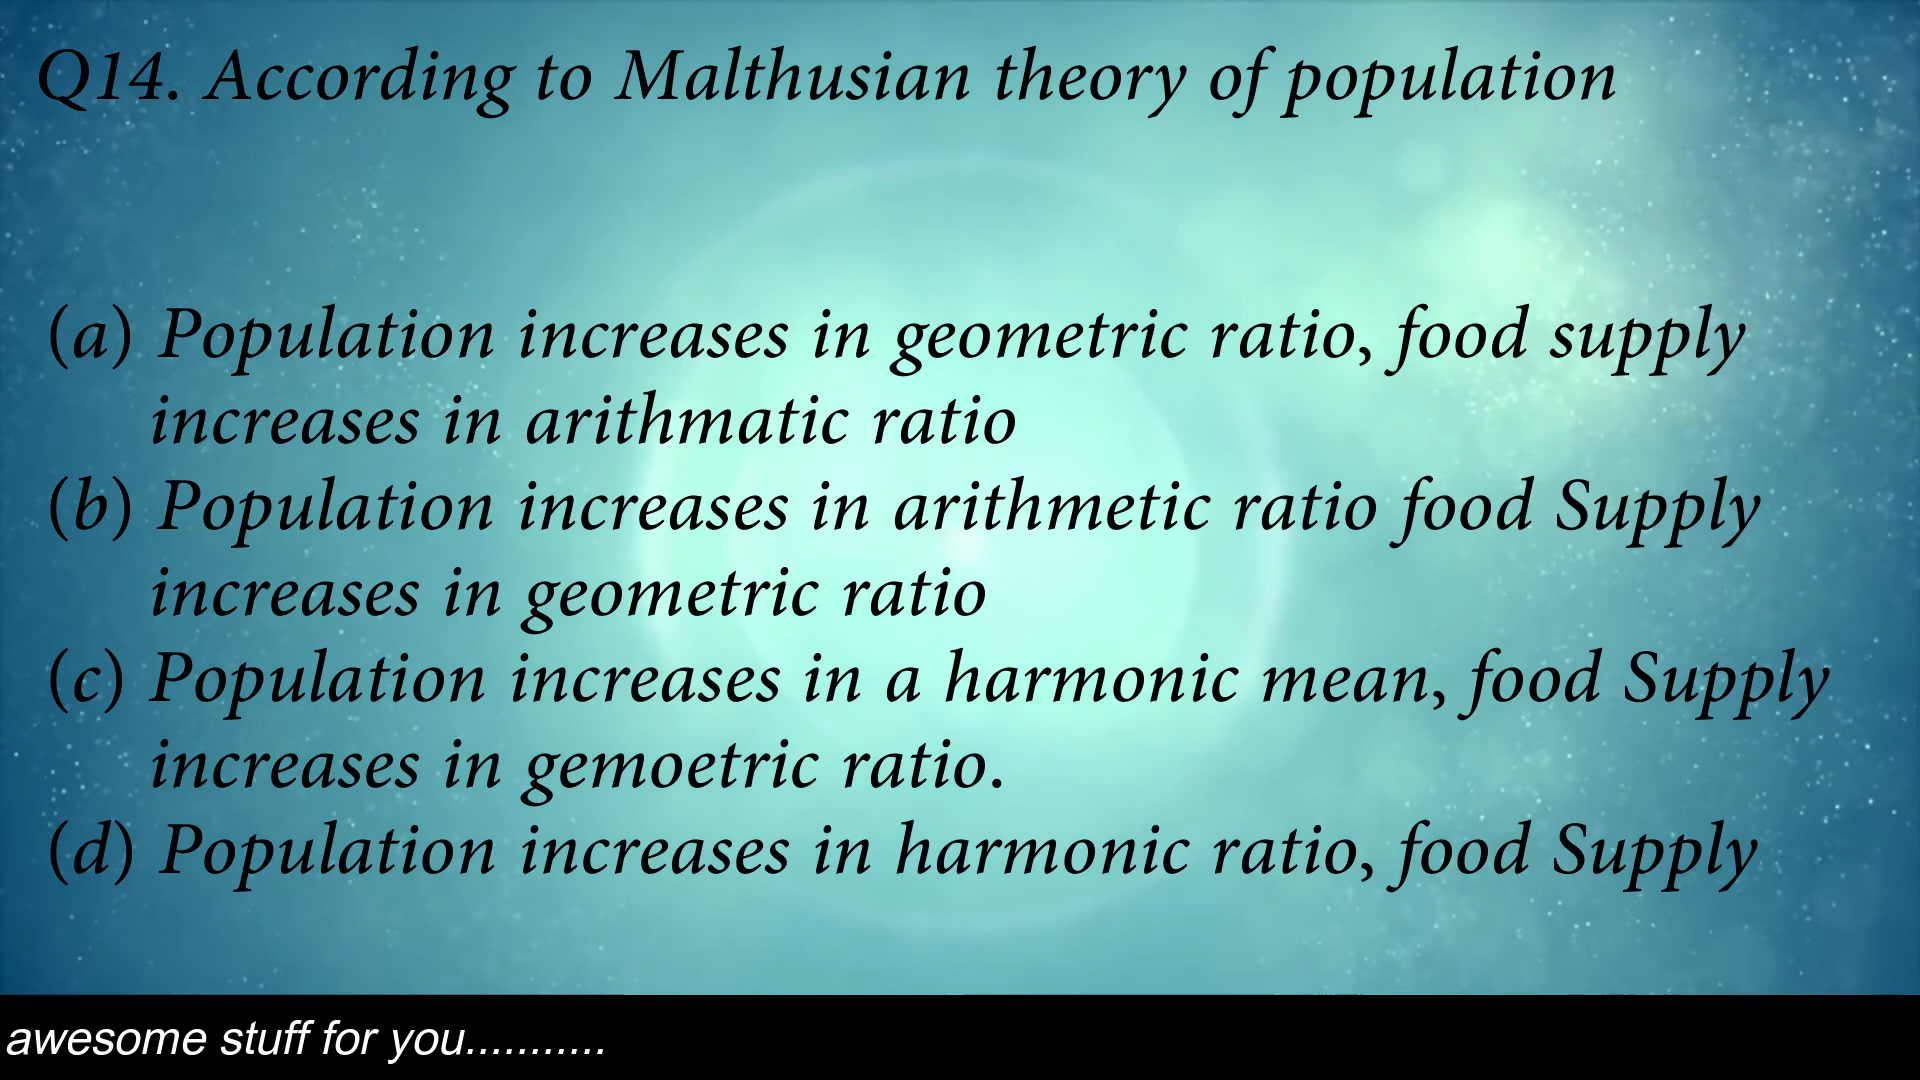 Q14. According to Malthusian theory of population
(a) Population increases in geometric ratio, food supply
increases in arithmatic ratio
(b) Population increases in arithmetic ratio food Supply
increases in geometric ratio
(c) Population increases in a harmonic mean, food Supply
increases in gemoetric ratio.
(d) Population increases in harmonic ratio, food Supply
awesome stuff for you...........